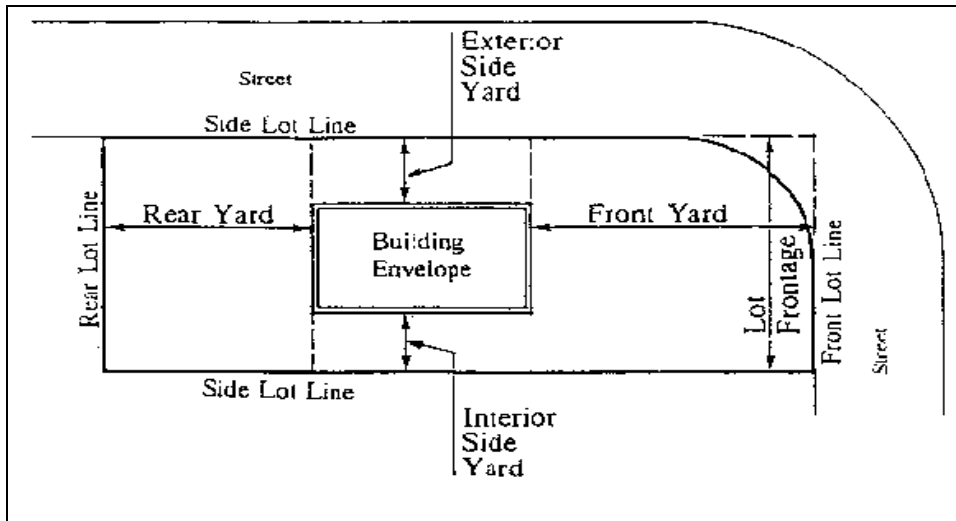 Exterior
Side
Yard
Street
Side Lot Line
Rear Lot Line
Rear Yard
Front Yard
Building
Envelope
Lot
Frontage
Front Lot Line
Street
Side Lot Line
Interior
Side
Yard